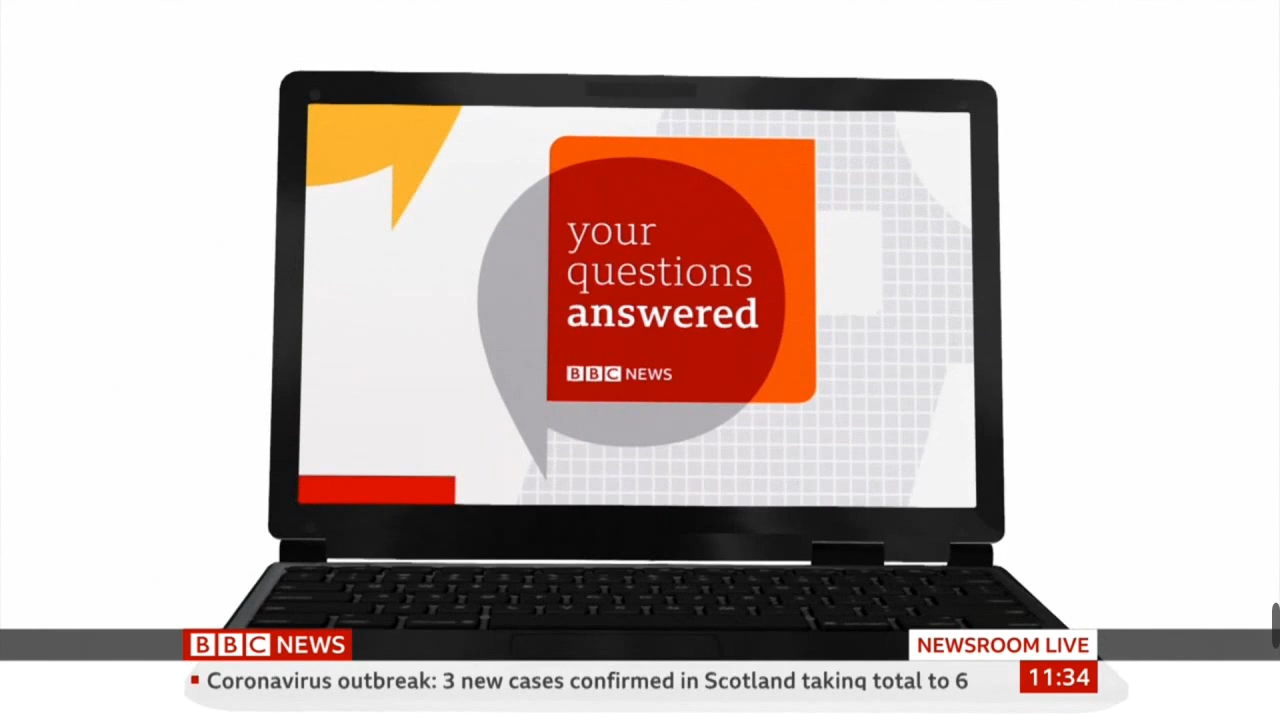 your
questions
answered
BBC NEWS
BBC NEWS
NEWSROOM LIVE
Coronavirus outbreak: 3 new cases confirmed in Scotland taking total to 6
11:34